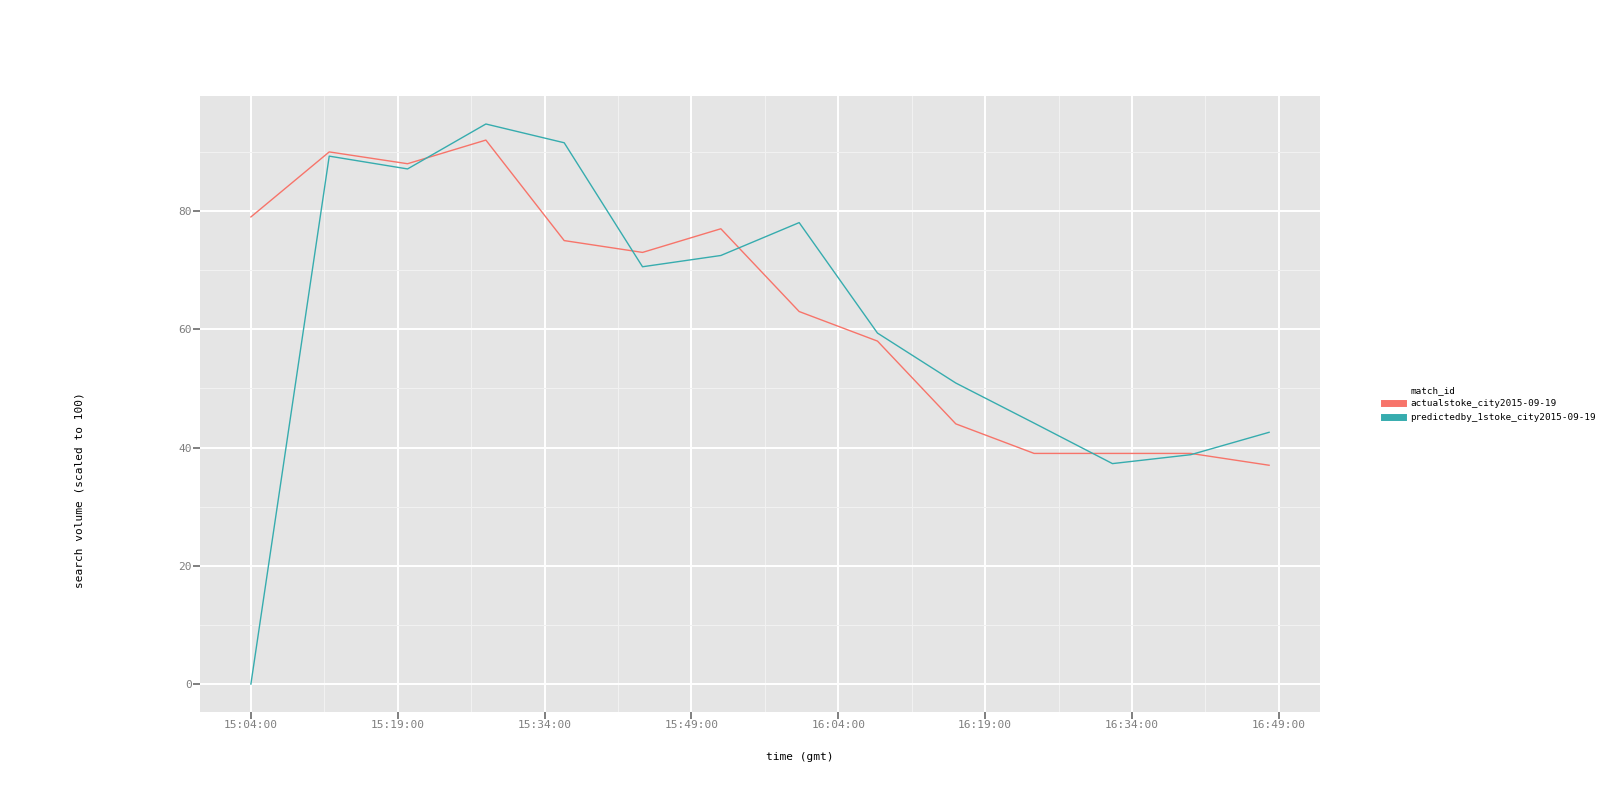 search volume (scaled to 100)
80
60
40
20
0
15:04:00 15:19:00 15:34:00 15:49:00 16:04:00 16:19:00 16:34:00 16:49:00
time (gmt)
match_id
actualstoke_city2015-09-19
predictedby_1stoke_city2015-09-19